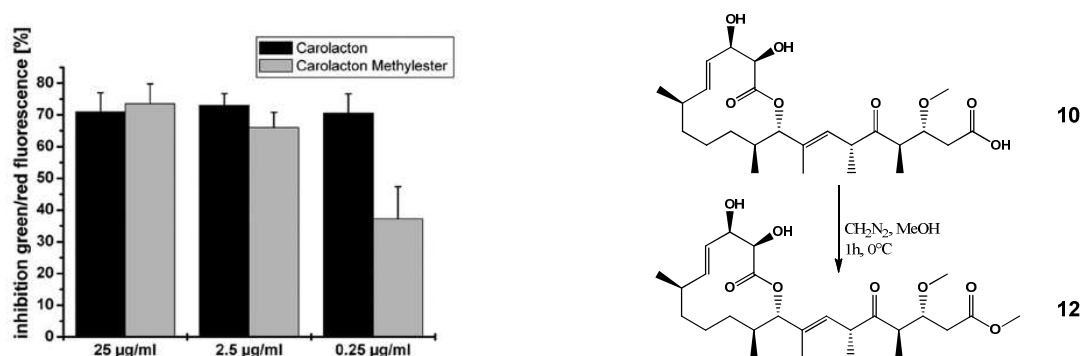 inhibition green/red fluorescence [%]
80
70
60
50
40
30
20
10
0
Carolacton
Carolacton Methylester
25 µg/ml
2.5 µg/ml
0.25 µg/ml
OH
OH
O
O
O
O
O
OH
10
CH2N2, MeOH
1h, 0°C
OH
OH
O
O
O
O
O
O
12